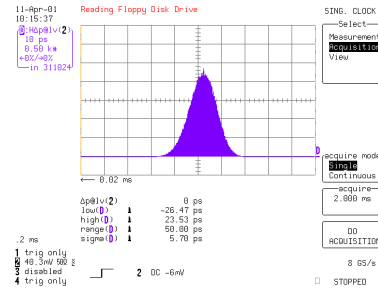 11-Apr-01
10:15:37
Reading Floppy Disk Drive
SING. CLOCK
D:HΔp@lv(2)
10 ps
0.50 k#
←0%/→0%
in 311024
Select
Measurement
Acquisition
View
acquire mode
Single
Continuous
acquire
2.000 ms
DO
ACQUISITION
← 0.02 ms
D
Δp@lv(2) 0 ps
low(D) -26.47 ps
high(D) 23.53 ps
range(D) 50.00 ps
sigma(D) 5.70 ps
.2 ms
1 trig only
2 40.3mV 50Ω
3 disabled
4 trig only
2 DC -6mV
8 GS/s
STOPPED